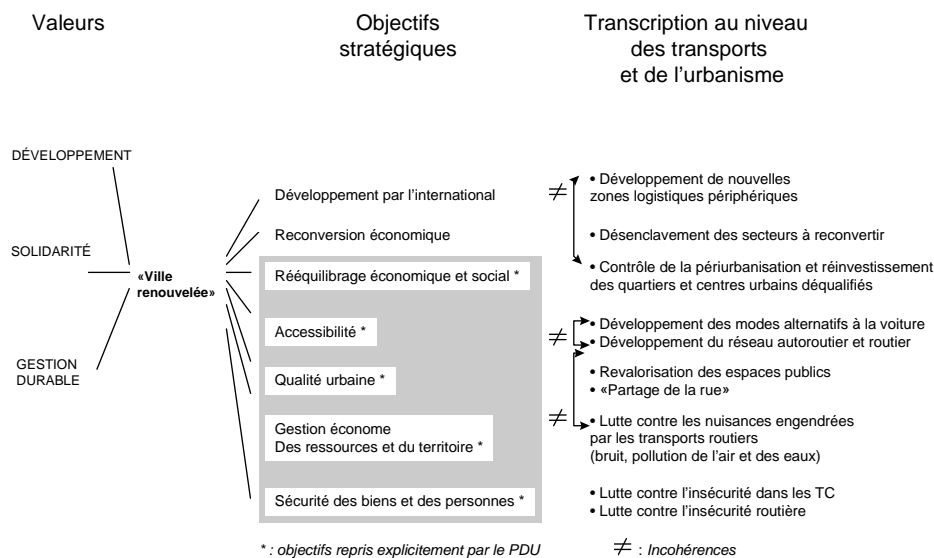 Valeurs
Objectifs
stratégiques
Transcription au niveau
des transports
et de l'urbanisme
DÉVELOPPEMENT
SOLIDARITÉ
GESTION
DURABLE
«Ville
renouvelée»
Développement par l'international
Reconversion économique
Rééquilibrage économique et social *
Accessibilité *
Qualité urbaine *
Gestion économe
Des ressources et du territoire *
Sécurité des biens et des personnes *
≠
• Développement de nouvelles
zones logistiques périphériques
• Désenclavement des secteurs à reconvertir
• Contrôle de la périurbanisation et réinvestissement
des quartiers et centres urbains déqualifiés
≠
• Développement des modes alternatifs à la voiture
• Développement du réseau autoroutier et routier
• Revalorisation des espaces publics
• «Partage de la rue»
≠
• Lutte contre les nuisances engendrées
par les transports routiers
(bruit, pollution de l'air et des eaux)
• Lutte contre l'insécurité dans les TC
• Lutte contre l'insécurité routière
* : objectifs repris explicitement par le PDU
≠ : Incohérences